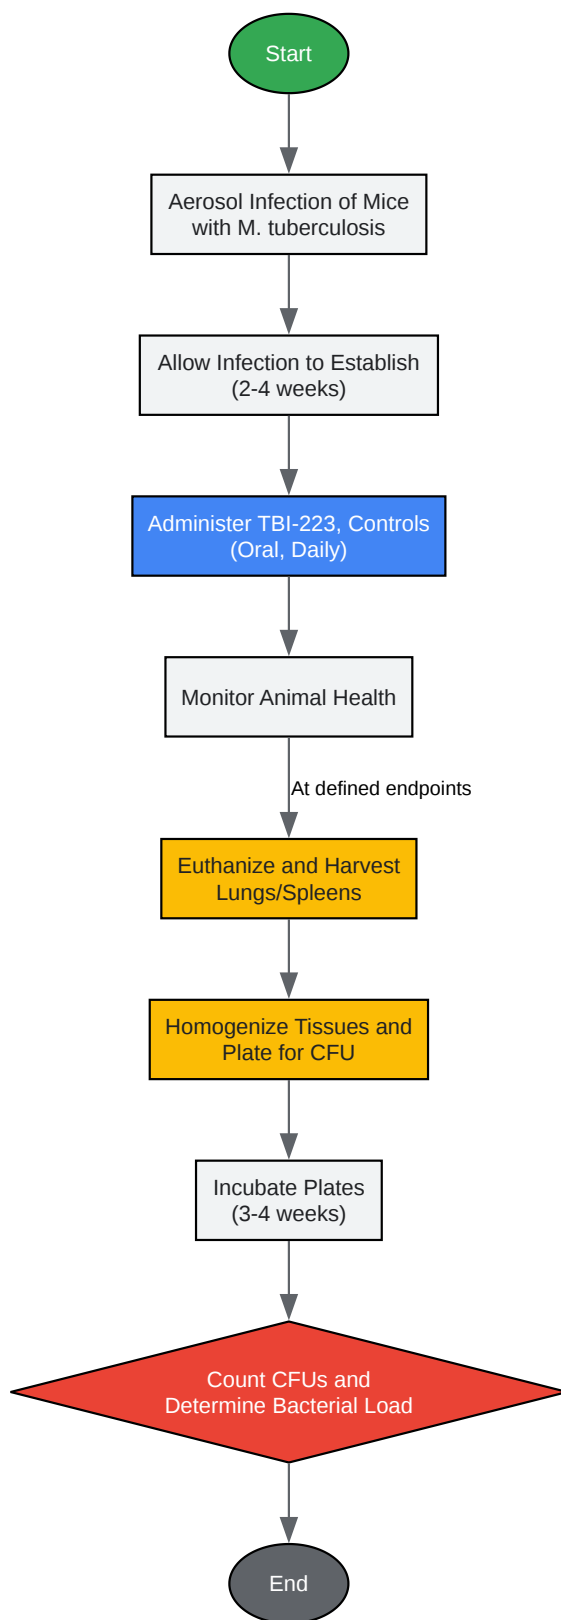 Start
Aerosol Infection of Mice
with M. tuberculosis
Allow Infection to Establish
(2-4 weeks)
Administer TBI-223, Controls
(Oral, Daily)
Monitor Animal Health
At defined endpoints
Euthanize and Harvest
Lungs/Spleens
Homogenize Tissues and
Plate for CFU
Incubate Plates
(3-4 weeks)
Count CFUs and
Determine Bacterial Load
End